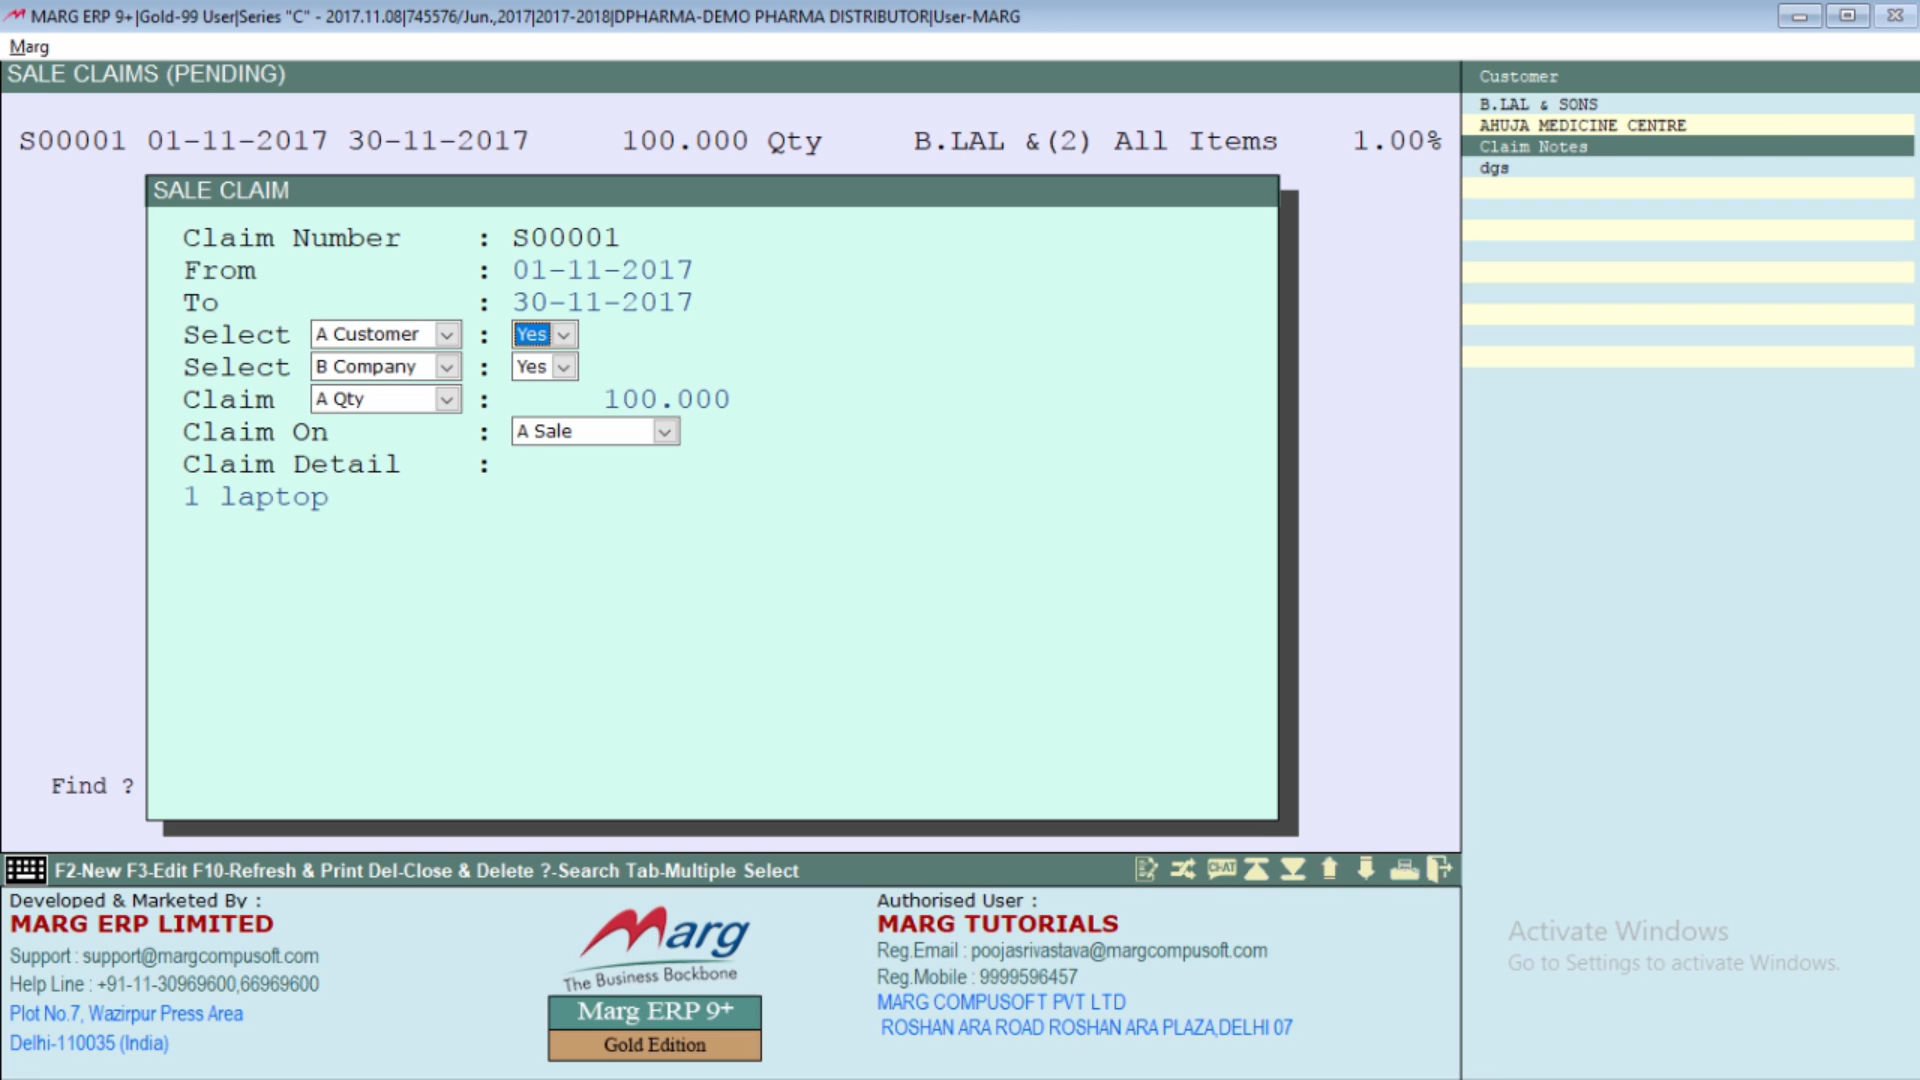 MARG ERP 9+|Gold-99 User|Series "C" - 2017.11.08|745576/Jun.,2017|2017-2018|DPHARMA-DEMO PHARMA DISTRIBUTOR|User-MARG
Marg
SALE CLAIMS (PENDING)
S00001 01-11-2017 30-11-2017 100.000 Qty B.LAL &(2) All Items 1.00%
SALE CLAIM
Claim Number : S00001
From : 01-11-2017
To : 30-11-2017
Select A Customer : Yes
Select B Company : Yes
Claim A Qty : 100.000
Claim On : A Sale
Claim Detail :
1 laptop
Find ?
Customer
B.LAL & SONS
AHUJA MEDICINE CENTRE
Claim Notes
dgs
F2-New F3-Edit F10-Refresh & Print Del-Close & Delete ?-Search Tab-Multiple Select
CHAT
Developed & Marketed By :
MARG ERP LIMITED
Support : support@margcompusoft.com
Help Line : +91-11-30969600,66969600
Plot No.7, Wazirpur Press Area
Delhi-110035 (India)
Marg
The Business Backbone
Marg ERP 9+
Gold Edition
Authorised User :
MARG TUTORIALS
Reg.Email : poojasrivastava@margcompusoft.com
Reg.Mobile : 9999596457
MARG COMPUSOFT PVT LTD
ROSHAN ARA ROAD ROSHAN ARA PLAZA,DELHI 07
Activate Windows
Go to Settings to activate Windows.